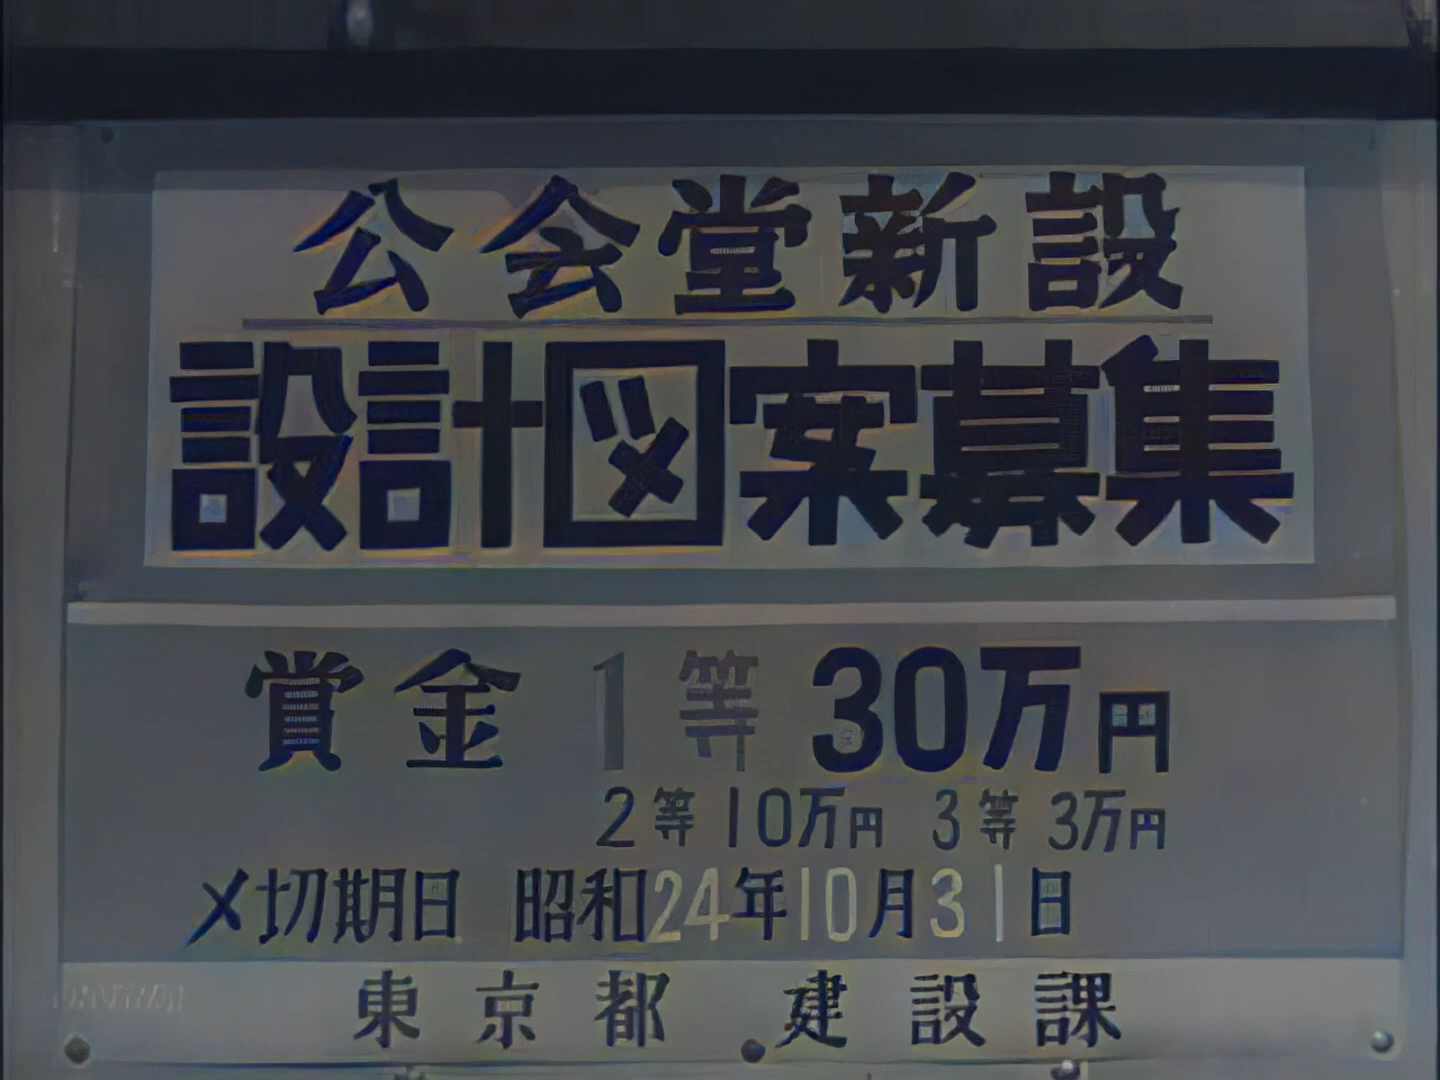 公会堂新設
設計図案募集
賞金 1等 30万円
2等 10万円 3等 3万円
〆切期日 昭和24年10月31日
東京都 建設課